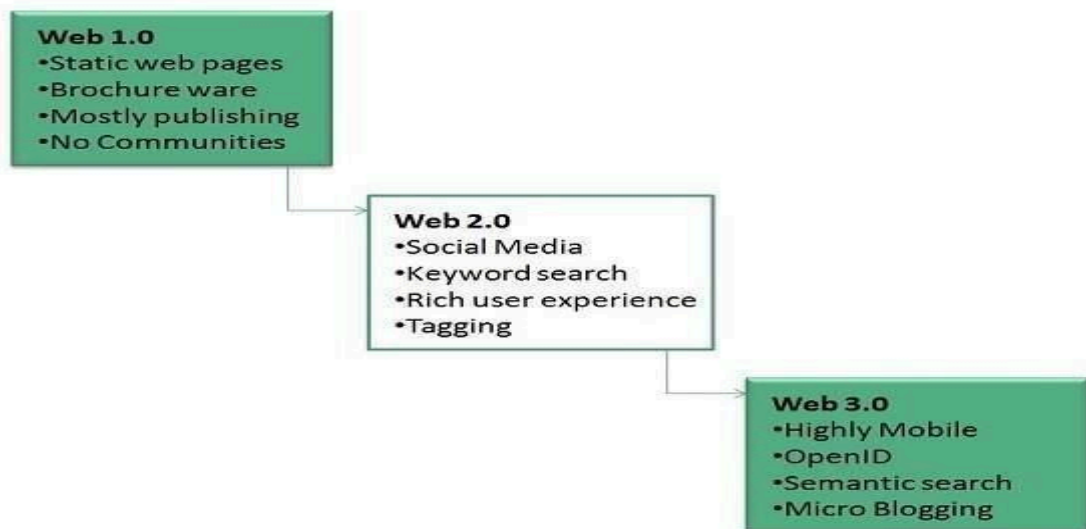 Web 1.0
•Static web pages
•Brochure ware
•Mostly publishing
•No Communities
Web 2.0
•Social Media
•Keyword search
•Rich user experience
•Tagging
Web 3.0
•Highly Mobile
•OpenID
•Semantic search
•Micro Blogging